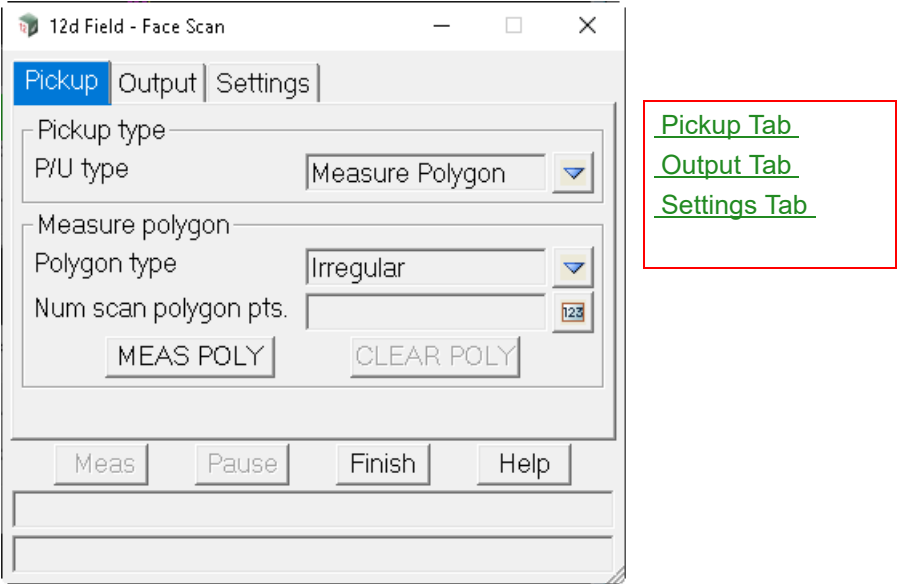 12d Field - Face Scan
Pickup Output Settings
Pickup type
P/U type Measure Polygon
Measure polygon
Polygon type Irregular
Num scan polygon pts. 123
MEAS POLY CLEAR POLY
Meas Pause Finish Help
Pickup Tab
Output Tab
Settings Tab